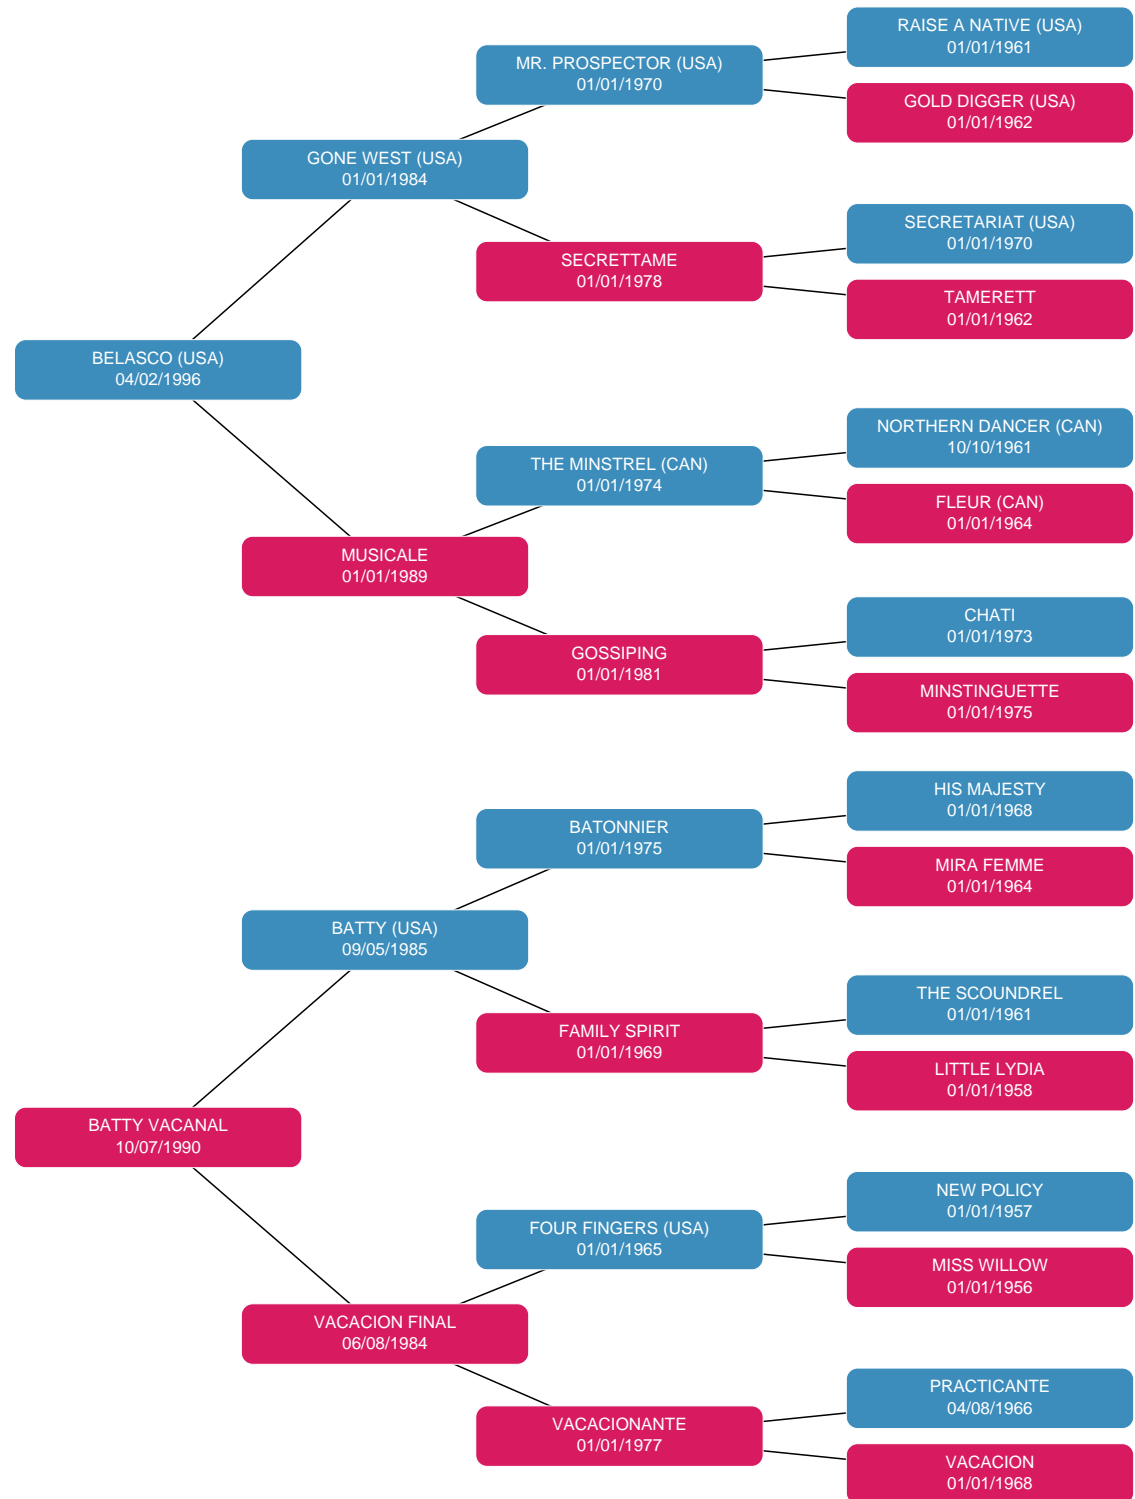 RAISE A NATIVE (USA)
01/01/1961
MR. PROSPECTOR (USA)
01/01/1970
GOLD DIGGER (USA)
01/01/1962
GONE WEST (USA)
01/01/1984
SECRETARIAT (USA)
01/01/1970
SECRETTAME
01/01/1978
TAMERETT
01/01/1962
BELASCO (USA)
04/02/1996
NORTHERN DANCER (CAN)
10/10/1961
THE MINSTREL (CAN)
01/01/1974
FLEUR (CAN)
01/01/1964
MUSICALE
01/01/1989
CHATI
01/01/1973
GOSSIPING
01/01/1981
MINSTINGUETTE
01/01/1975
HIS MAJESTY
01/01/1968
BATONNIER
01/01/1975
MIRA FEMME
01/01/1964
BATTY (USA)
09/05/1985
THE SCOUNDREL
01/01/1961
FAMILY SPIRIT
01/01/1969
LITTLE LYDIA
01/01/1958
BATTY VACANAL
10/07/1990
NEW POLICY
01/01/1957
FOUR FINGERS (USA)
01/01/1965
MISS WILLOW
01/01/1956
VACACION FINAL
06/08/1984
PRACTICANTE
04/08/1966
VACACIONANTE
01/01/1977
VACACION
01/01/1968